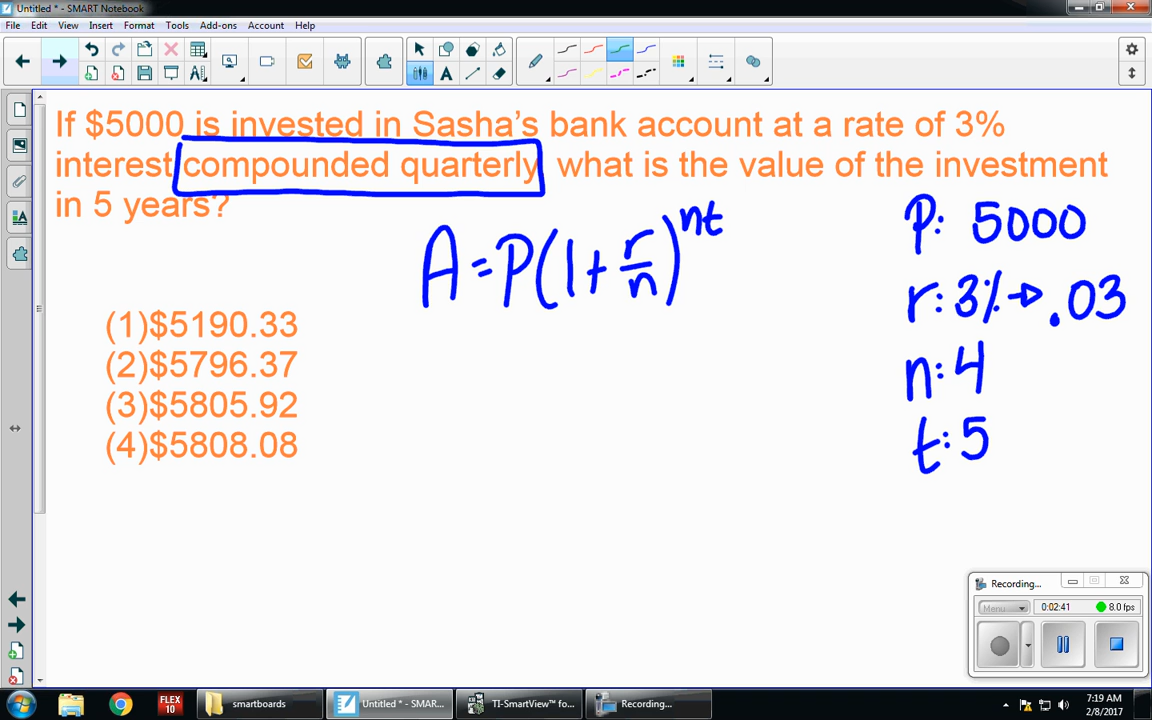 Untitled * - SMART Notebook
File Edit View Insert Format Tools Add-ons Account Help
If $5000 is invested in Sasha's bank account at a rate of 3%
interest compounded quarterly what is the value of the investment
in 5 years?
A=P(1+r/n)^nt
P: 5000
r: 3%→.03
n: 4
t: 5
(1)$5190.33
(2)$5796.37
(3)$5805.92
(4)$5808.08
Recording...
Menu
0:02:41
8.0 fps
FLEX
10
smartboards
Untitled * - SMAR...
TI-SmartView™ fo...
Recording...
7:19 AM
2/8/2017